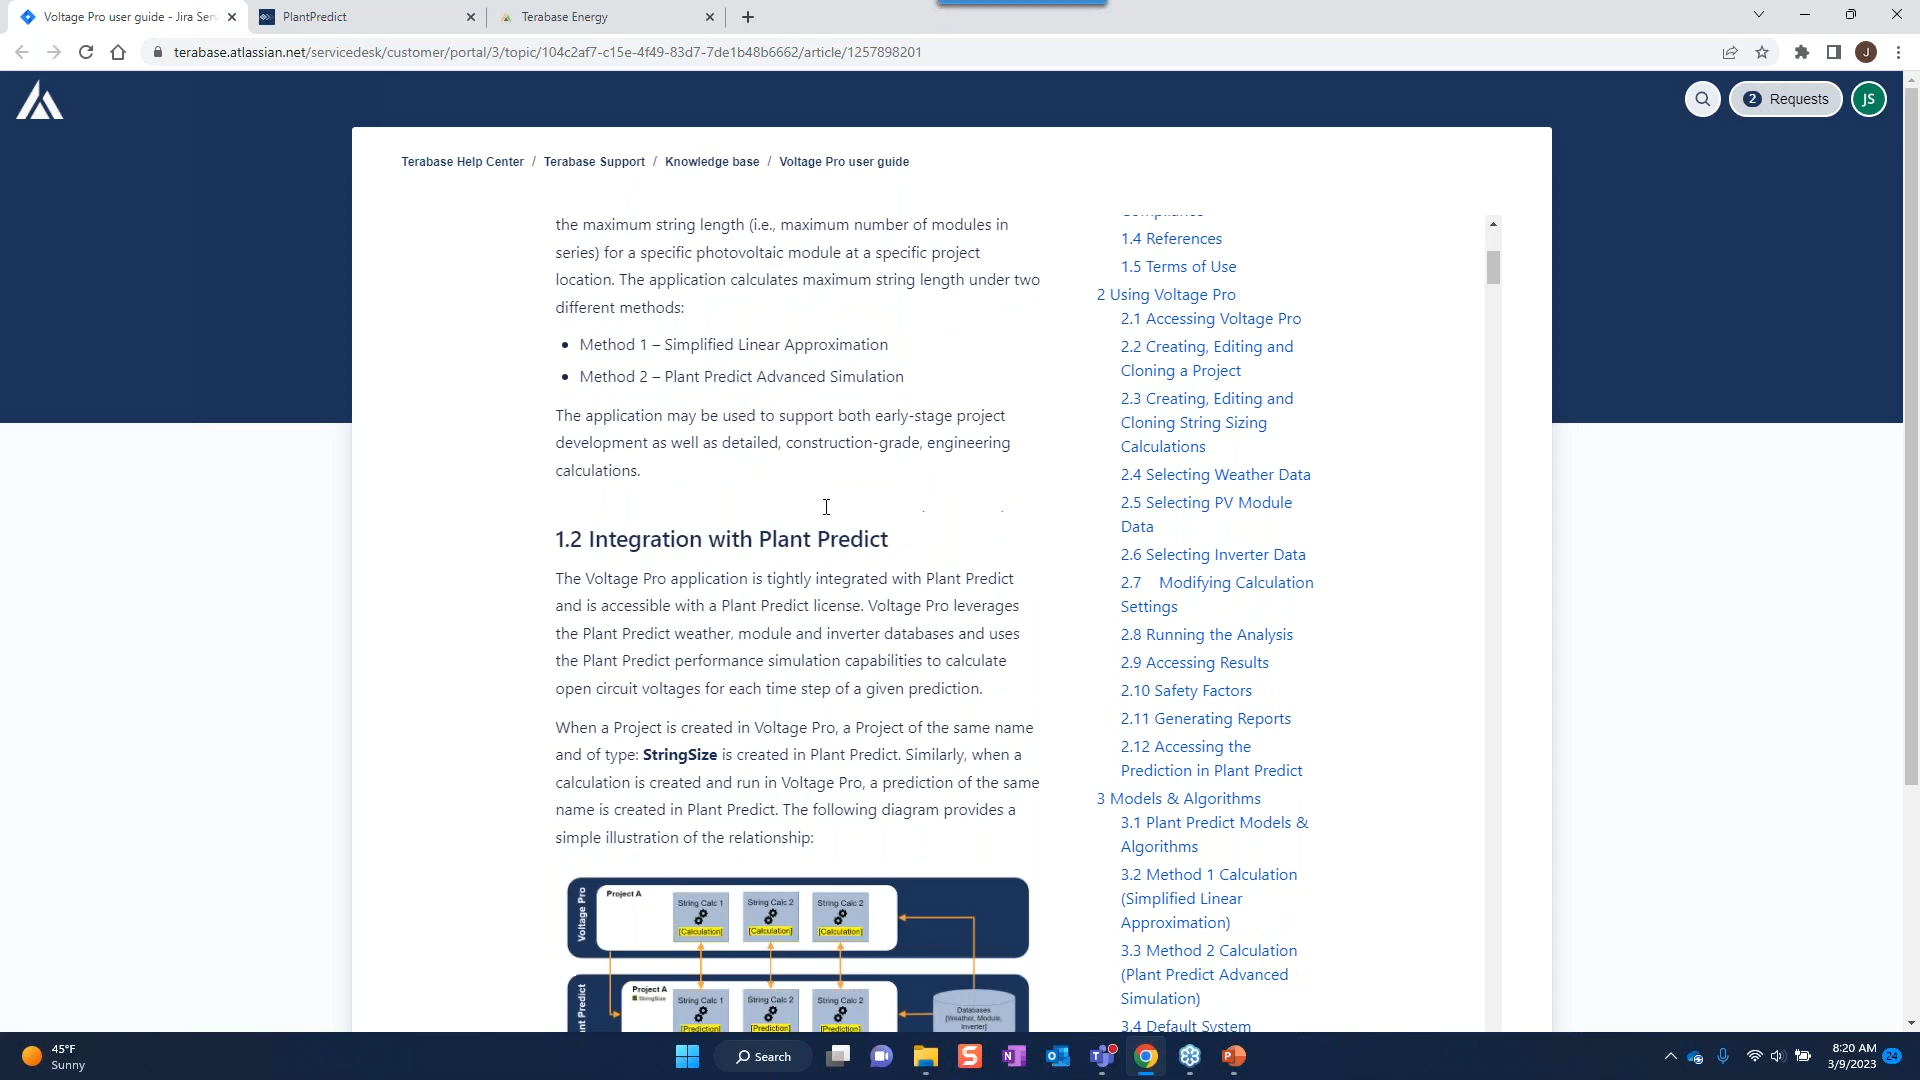 Voltage Pro user guide - Jira Serv
PlantPredict
Terabase Energy
terabase.atlassian.net/servicedesk/customer/portal/3/topic/104c2af7-c15e-4f49-83d7-7de1b48b6662/article/1257898201
J
2 Requests
JS
Terabase Help Center / Terabase Support / Knowledge base / Voltage Pro user guide
the maximum string length (i.e., maximum number of modules in
series) for a specific photovoltaic module at a specific project
location. The application calculates maximum string length under two
different methods:
• Method 1 – Simplified Linear Approximation
• Method 2 – Plant Predict Advanced Simulation
The application may be used to support both early-stage project
development as well as detailed, construction-grade, engineering
calculations.
1.2 Integration with Plant Predict
The Voltage Pro application is tightly integrated with Plant Predict
and is accessible with a Plant Predict license. Voltage Pro leverages
the Plant Predict weather, module and inverter databases and uses
the Plant Predict performance simulation capabilities to calculate
open circuit voltages for each time step of a given prediction.
When a Project is created in Voltage Pro, a Project of the same name
and of type: StringSize is created in Plant Predict. Similarly, when a
calculation is created and run in Voltage Pro, a prediction of the same
name is created in Plant Predict. The following diagram provides a
simple illustration of the relationship:
Voltage Pro
Project A
String Calc 1
[Calculation]
String Calc 2
[Calculation]
String Calc 2
[Calculation]
nt Predict
Project A
StringSize
String Calc 1
[Prediction]
String Calc 2
[Prediction]
String Calc 2
[Prediction]
Databases
[Weather, Module,
Inverter]
1.4 References
1.5 Terms of Use
2 Using Voltage Pro
2.1 Accessing Voltage Pro
2.2 Creating, Editing and
Cloning a Project
2.3 Creating, Editing and
Cloning String Sizing
Calculations
2.4 Selecting Weather Data
2.5 Selecting PV Module
Data
2.6 Selecting Inverter Data
2.7 Modifying Calculation
Settings
2.8 Running the Analysis
2.9 Accessing Results
2.10 Safety Factors
2.11 Generating Reports
2.12 Accessing the
Prediction in Plant Predict
3 Models & Algorithms
3.1 Plant Predict Models &
Algorithms
3.2 Method 1 Calculation
(Simplified Linear
Approximation)
3.3 Method 2 Calculation
(Plant Predict Advanced
Simulation)
3.4 Default System
45°F
Sunny
Search
8:20 AM
3/9/2023
24